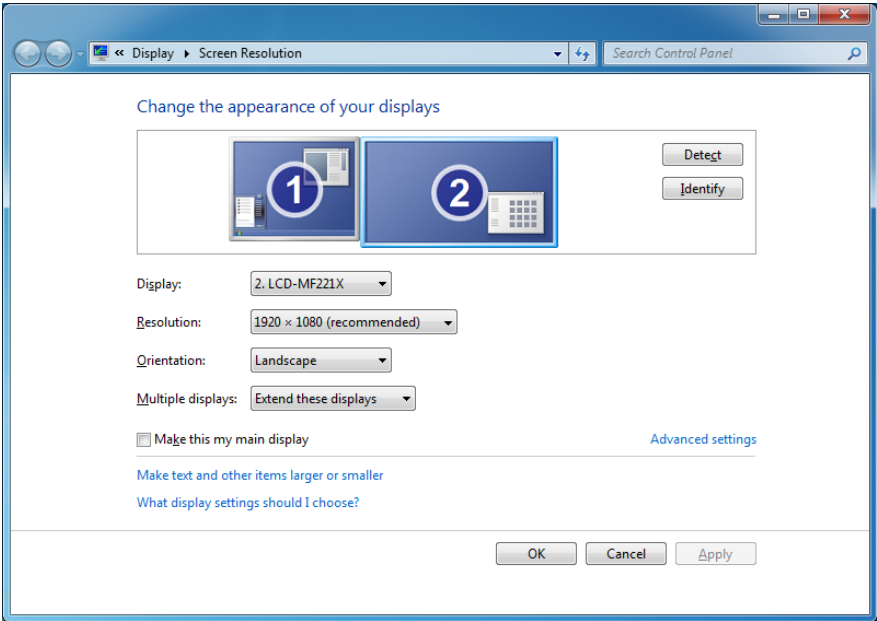 « Display ▸ Screen Resolution
Search Control Panel
Change the appearance of your displays
1
2
Detect
Identify
Display: 2. LCD-MF221X
Resolution: 1920 × 1080 (recommended)
Orientation: Landscape
Multiple displays: Extend these displays
Make this my main display
Advanced settings
Make text and other items larger or smaller
What display settings should I choose?
OK Cancel Apply